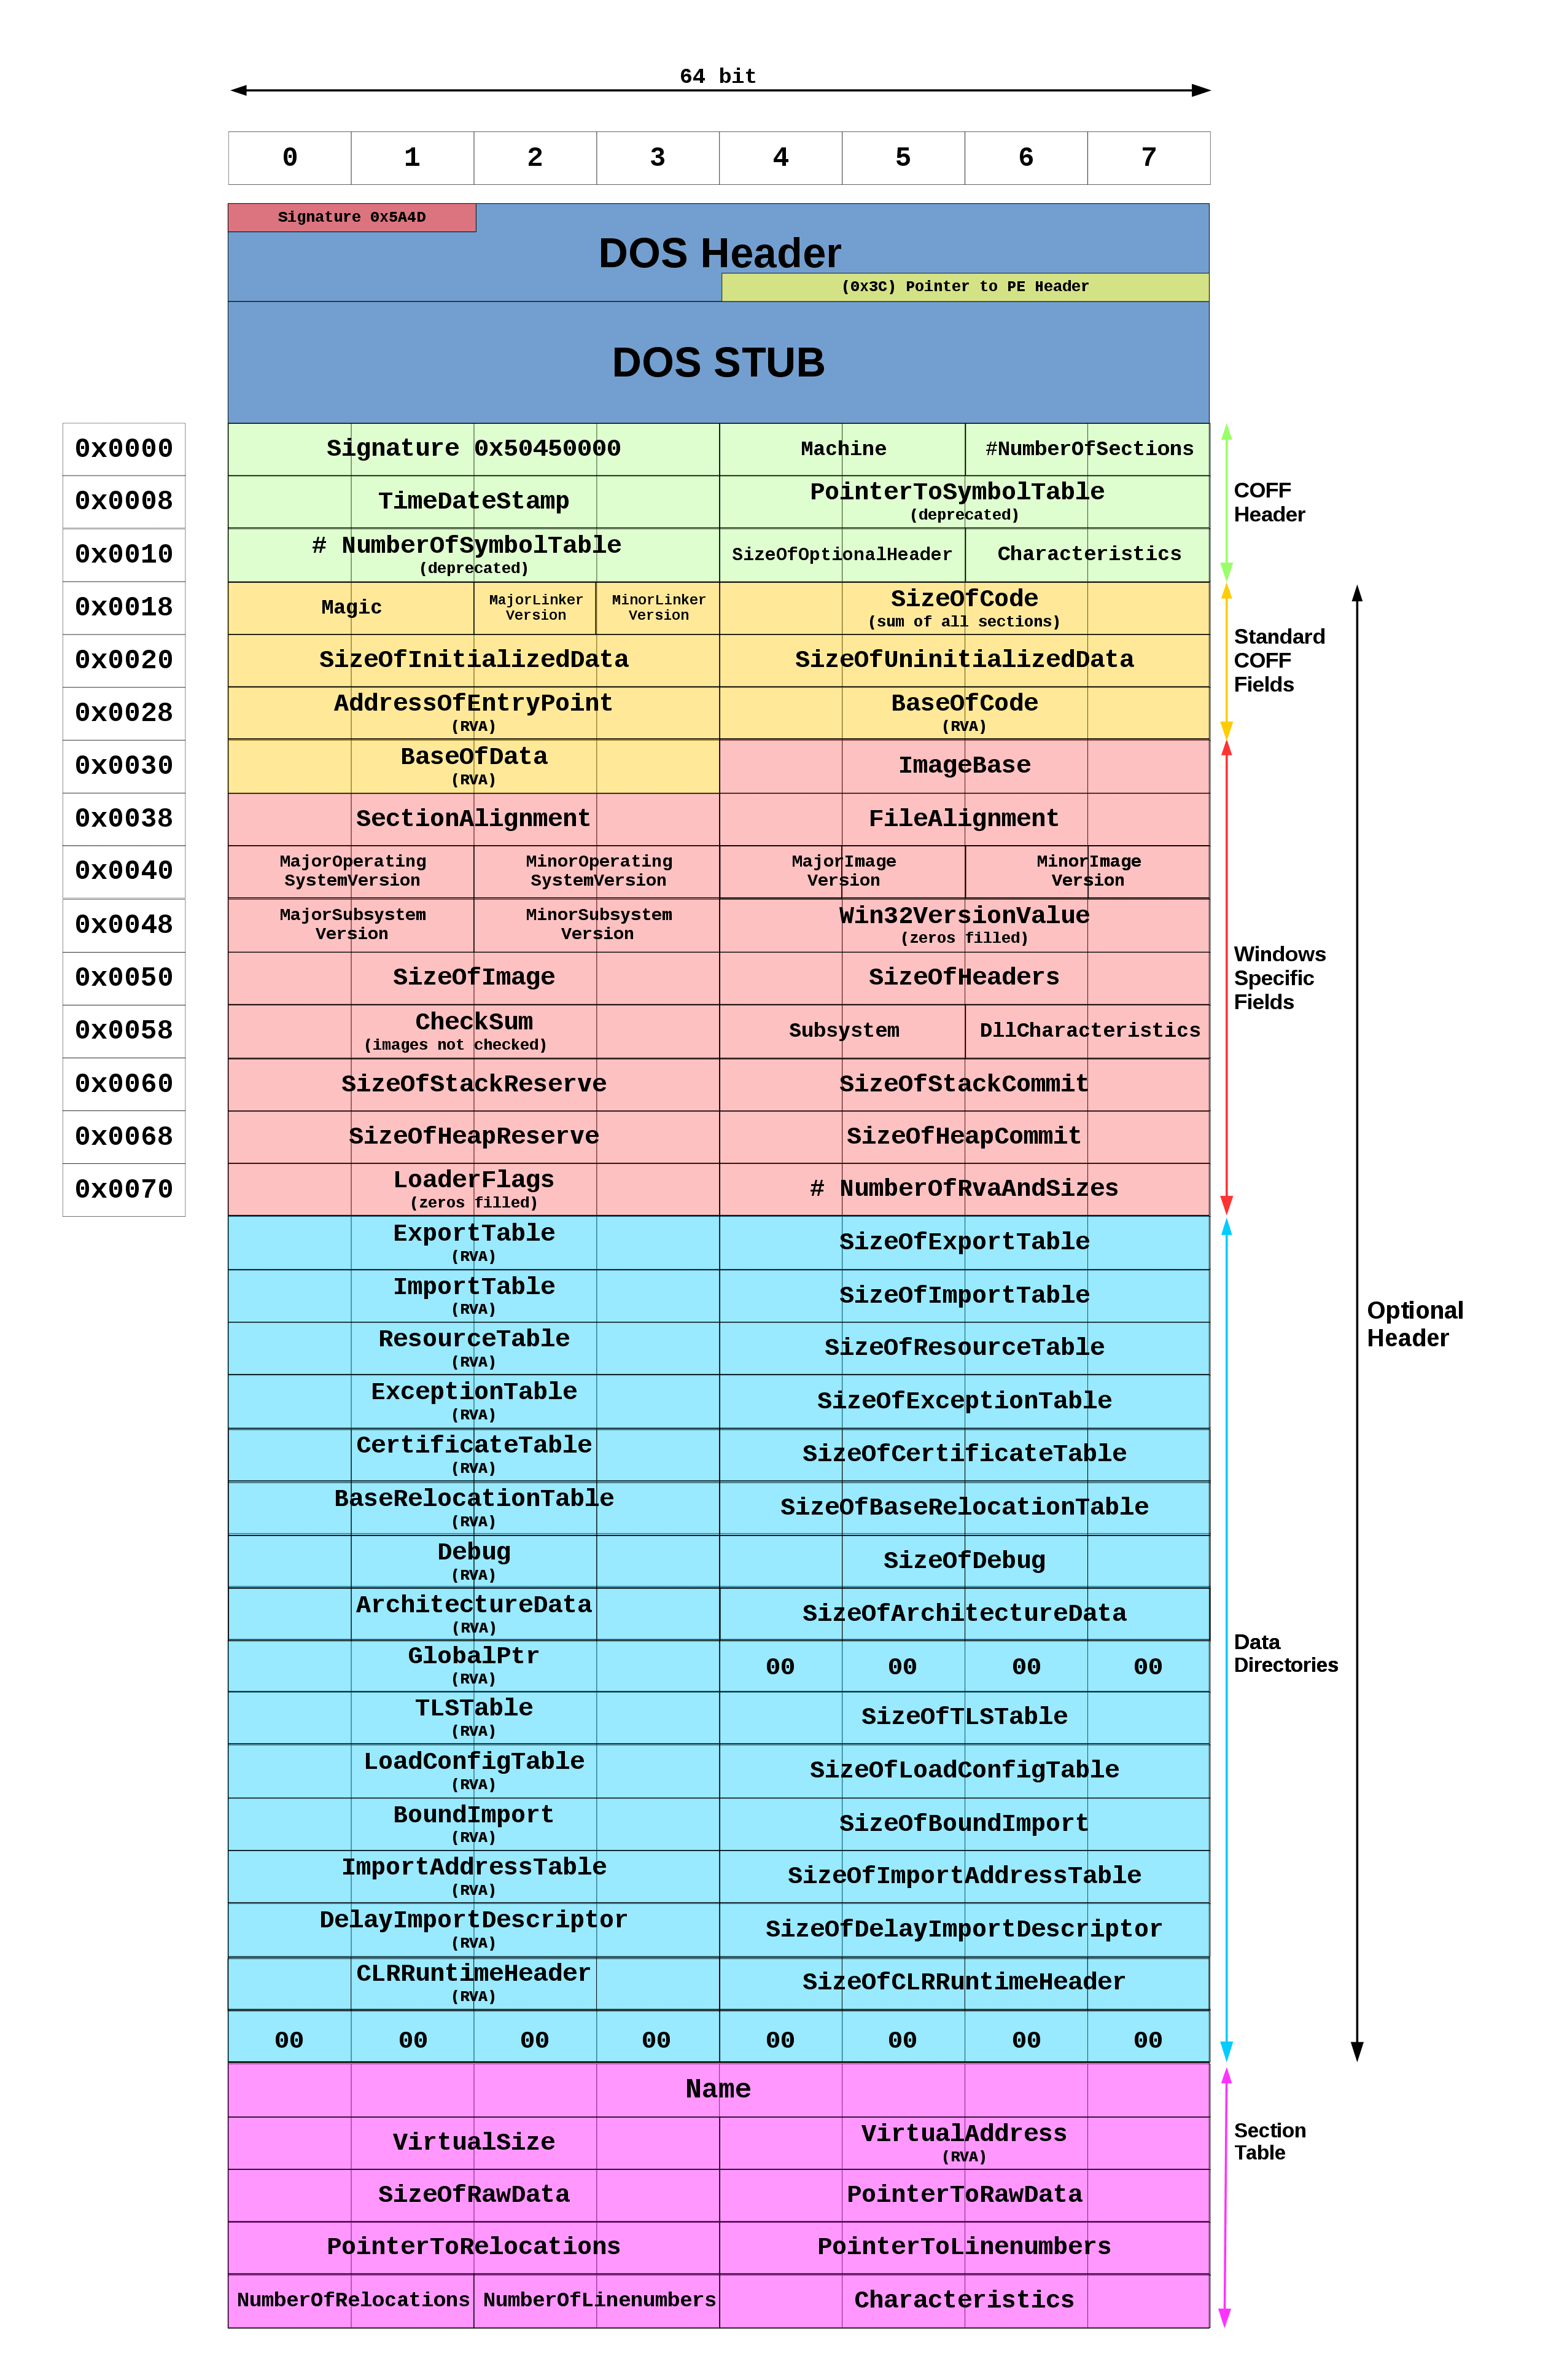 64 bit
0 1 2 3 4 5 6 7
Signature 0x5A4D
DOS Header
(0x3C) Pointer to PE Header
DOS STUB
0x0000 Signature 0x50450000 Machine #NumberOfSections
0x0008 TimeDateStamp PointerToSymbolTable
(deprecated)
COFF
Header
0x0010 # NumberOfSymbolTable SizeOfOptionalHeader Characteristics
(deprecated)
0x0018 Magic MajorLinker MinorLinker SizeOfCode
Version Version (sum of all sections)
Standard
COFF
Fields
0x0020 SizeOfInitializedData SizeOfUninitializedData
0x0028 AddressOfEntryPoint BaseOfCode
(RVA) (RVA)
0x0030 BaseOfData ImageBase
(RVA)
0x0038 SectionAlignment FileAlignment
0x0040 MajorOperating MinorOperating MajorImage MinorImage
SystemVersion SystemVersion Version Version
0x0048 MajorSubsystem MinorSubsystem Win32VersionValue
Version Version (zeros filled)
Windows
Specific
Fields
0x0050 SizeOfImage SizeOfHeaders
0x0058 CheckSum Subsystem DllCharacteristics
(images not checked)
0x0060 SizeOfStackReserve SizeOfStackCommit
0x0068 SizeOfHeapReserve SizeOfHeapCommit
0x0070 LoaderFlags # NumberOfRvaAndSizes
(zeros filled)
ExportTable SizeOfExportTable
(RVA)
ImportTable SizeOfImportTable
(RVA)
Optional
Header
ResourceTable SizeOfResourceTable
(RVA)
ExceptionTable SizeOfExceptionTable
(RVA)
CertificateTable SizeOfCertificateTable
(RVA)
BaseRelocationTable SizeOfBaseRelocationTable
(RVA)
Debug SizeOfDebug
(RVA)
ArchitectureData SizeOfArchitectureData
(RVA)
GlobalPtr 00 00 00 00
(RVA)
Data
Directories
TLSTable SizeOfTLSTable
(RVA)
LoadConfigTable SizeOfLoadConfigTable
(RVA)
BoundImport SizeOfBoundImport
(RVA)
ImportAddressTable SizeOfImportAddressTable
(RVA)
DelayImportDescriptor SizeOfDelayImportDescriptor
(RVA)
CLRRuntimeHeader SizeOfCLRRuntimeHeader
(RVA)
00 00 00 00 00 00 00 00
Name
VirtualSize VirtualAddress
(RVA)
Section
Table
SizeOfRawData PointerToRawData
PointerToRelocations PointerToLinenumbers
NumberOfRelocations NumberOfLinenumbers Characteristics